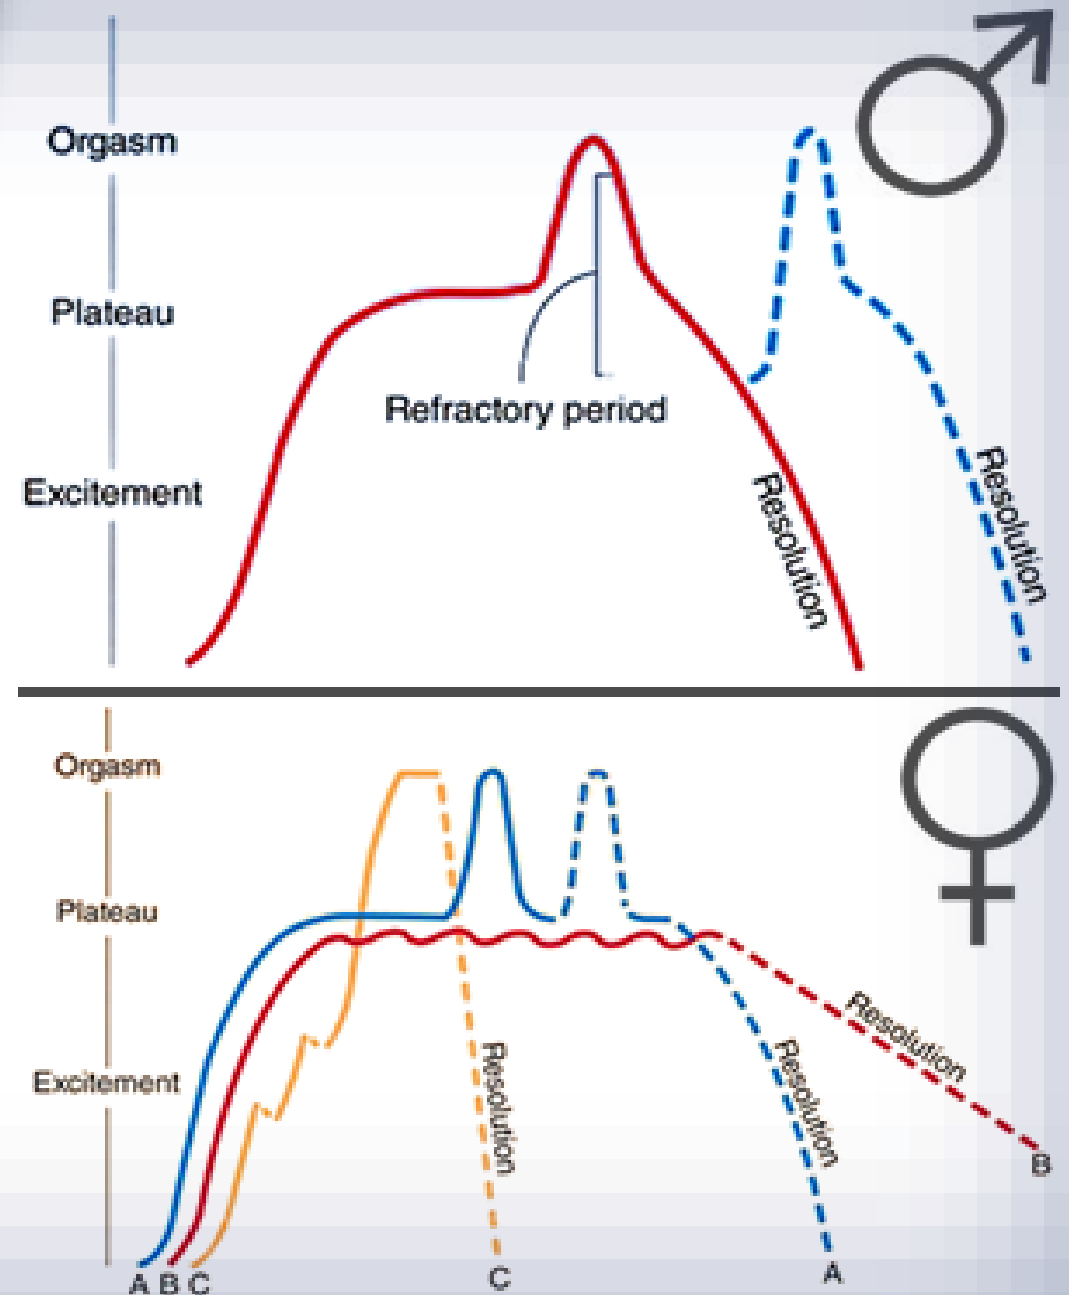 Orgasm
Plateau
Refractory period
Excitement
Resolution
Resolution
Orgasm
Plateau
Excitement
Resolution
Resolution
Resolution
B
A B C
C
A